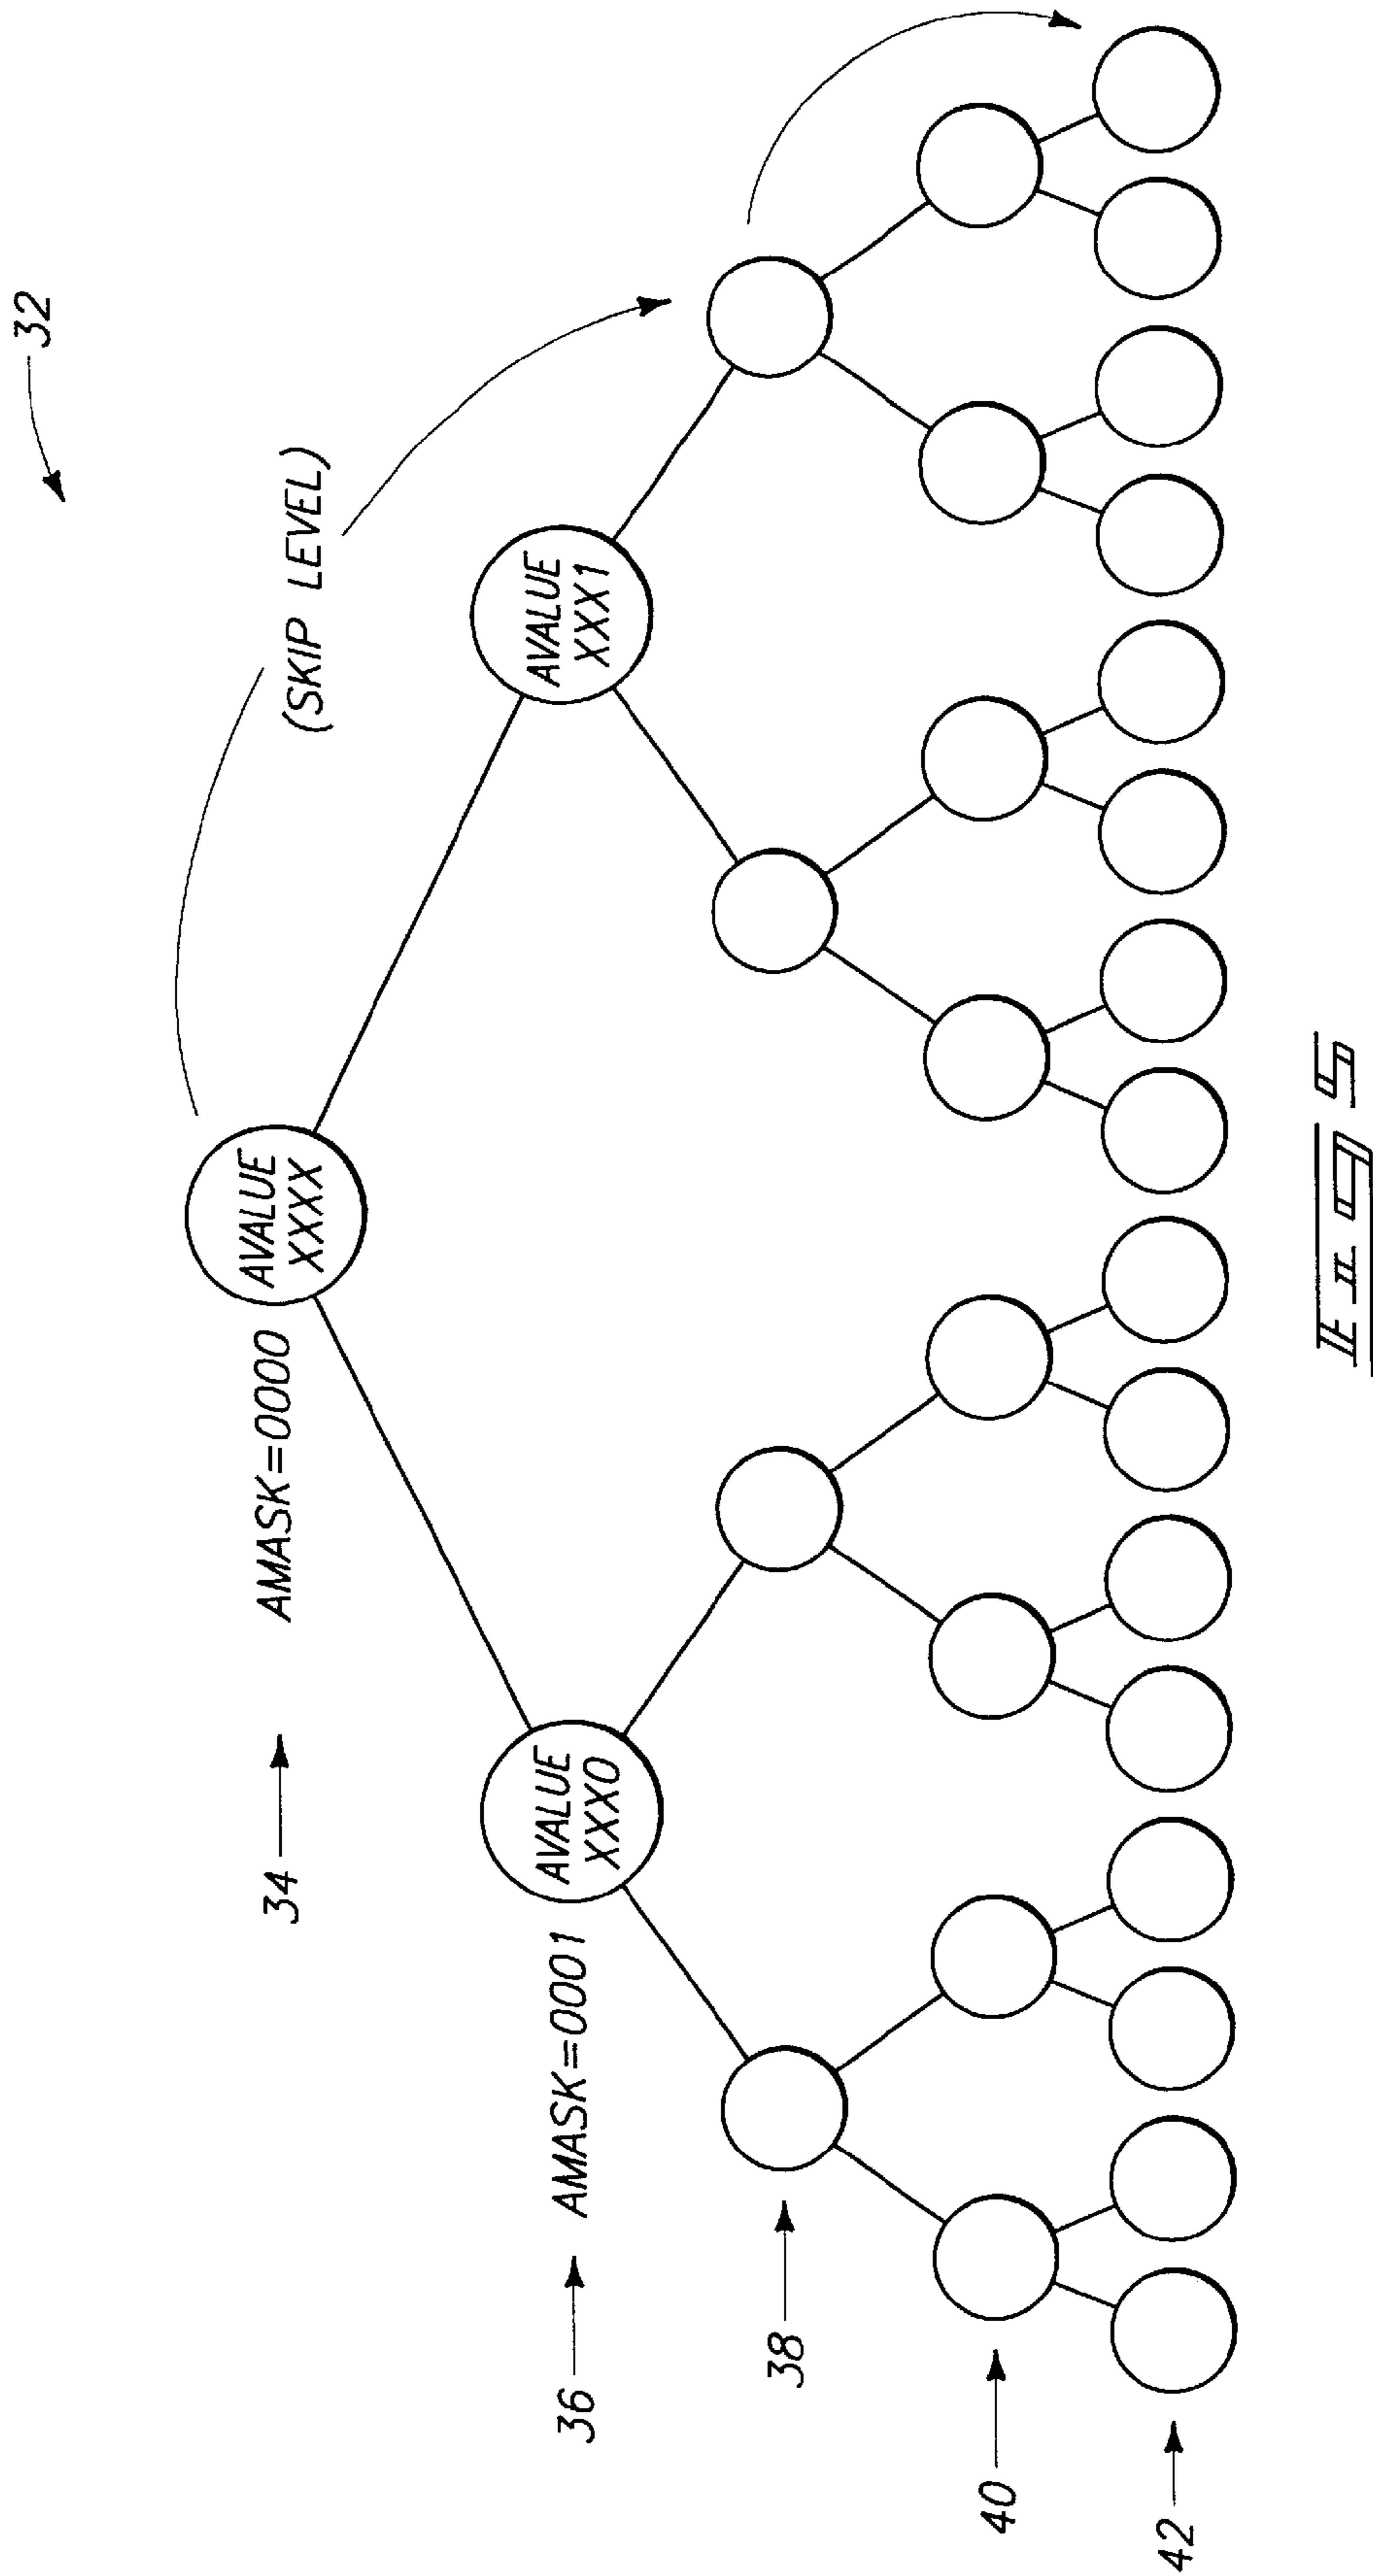 32
(SKIP LEVEL)
34
AMASK=0000
AVALUE
XXXX
36
AMASK=0001
AVALUE
XXX0
AVALUE
XXX1
38
40
42
FIG 5